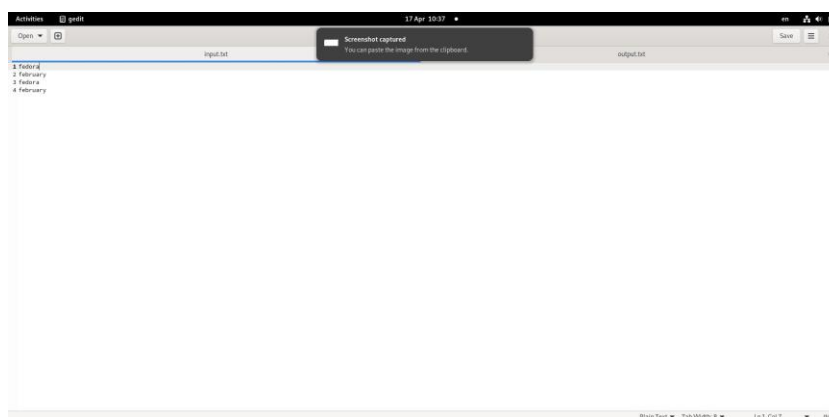 Activities gedit 17 Apr 10:37 en
Open Save
Screenshot captured
You can paste the image from the clipboard.
input.txt output.txt
1 fedora
2 february
3 fedora
4 february
Plain Text Tab Width: 8 Ln 1, Col 7